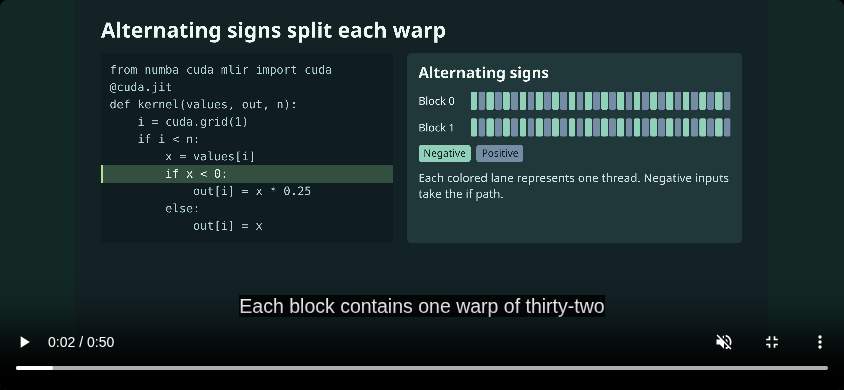 Alternating signs split each warp
from numba cuda mlir import cuda
@cuda.jit
def kernel(values, out, n):
    i = cuda.grid(1)
    if i < n:
        x = values[i]
        if x < 0:
            out[i] = x * 0.25
        else:
            out[i] = x
Alternating signs
Block 0
Block 1
Negative Positive
Each colored lane represents one thread. Negative inputs
take the if path.
Each block contains one warp of thirty-two
0:02 / 0:50